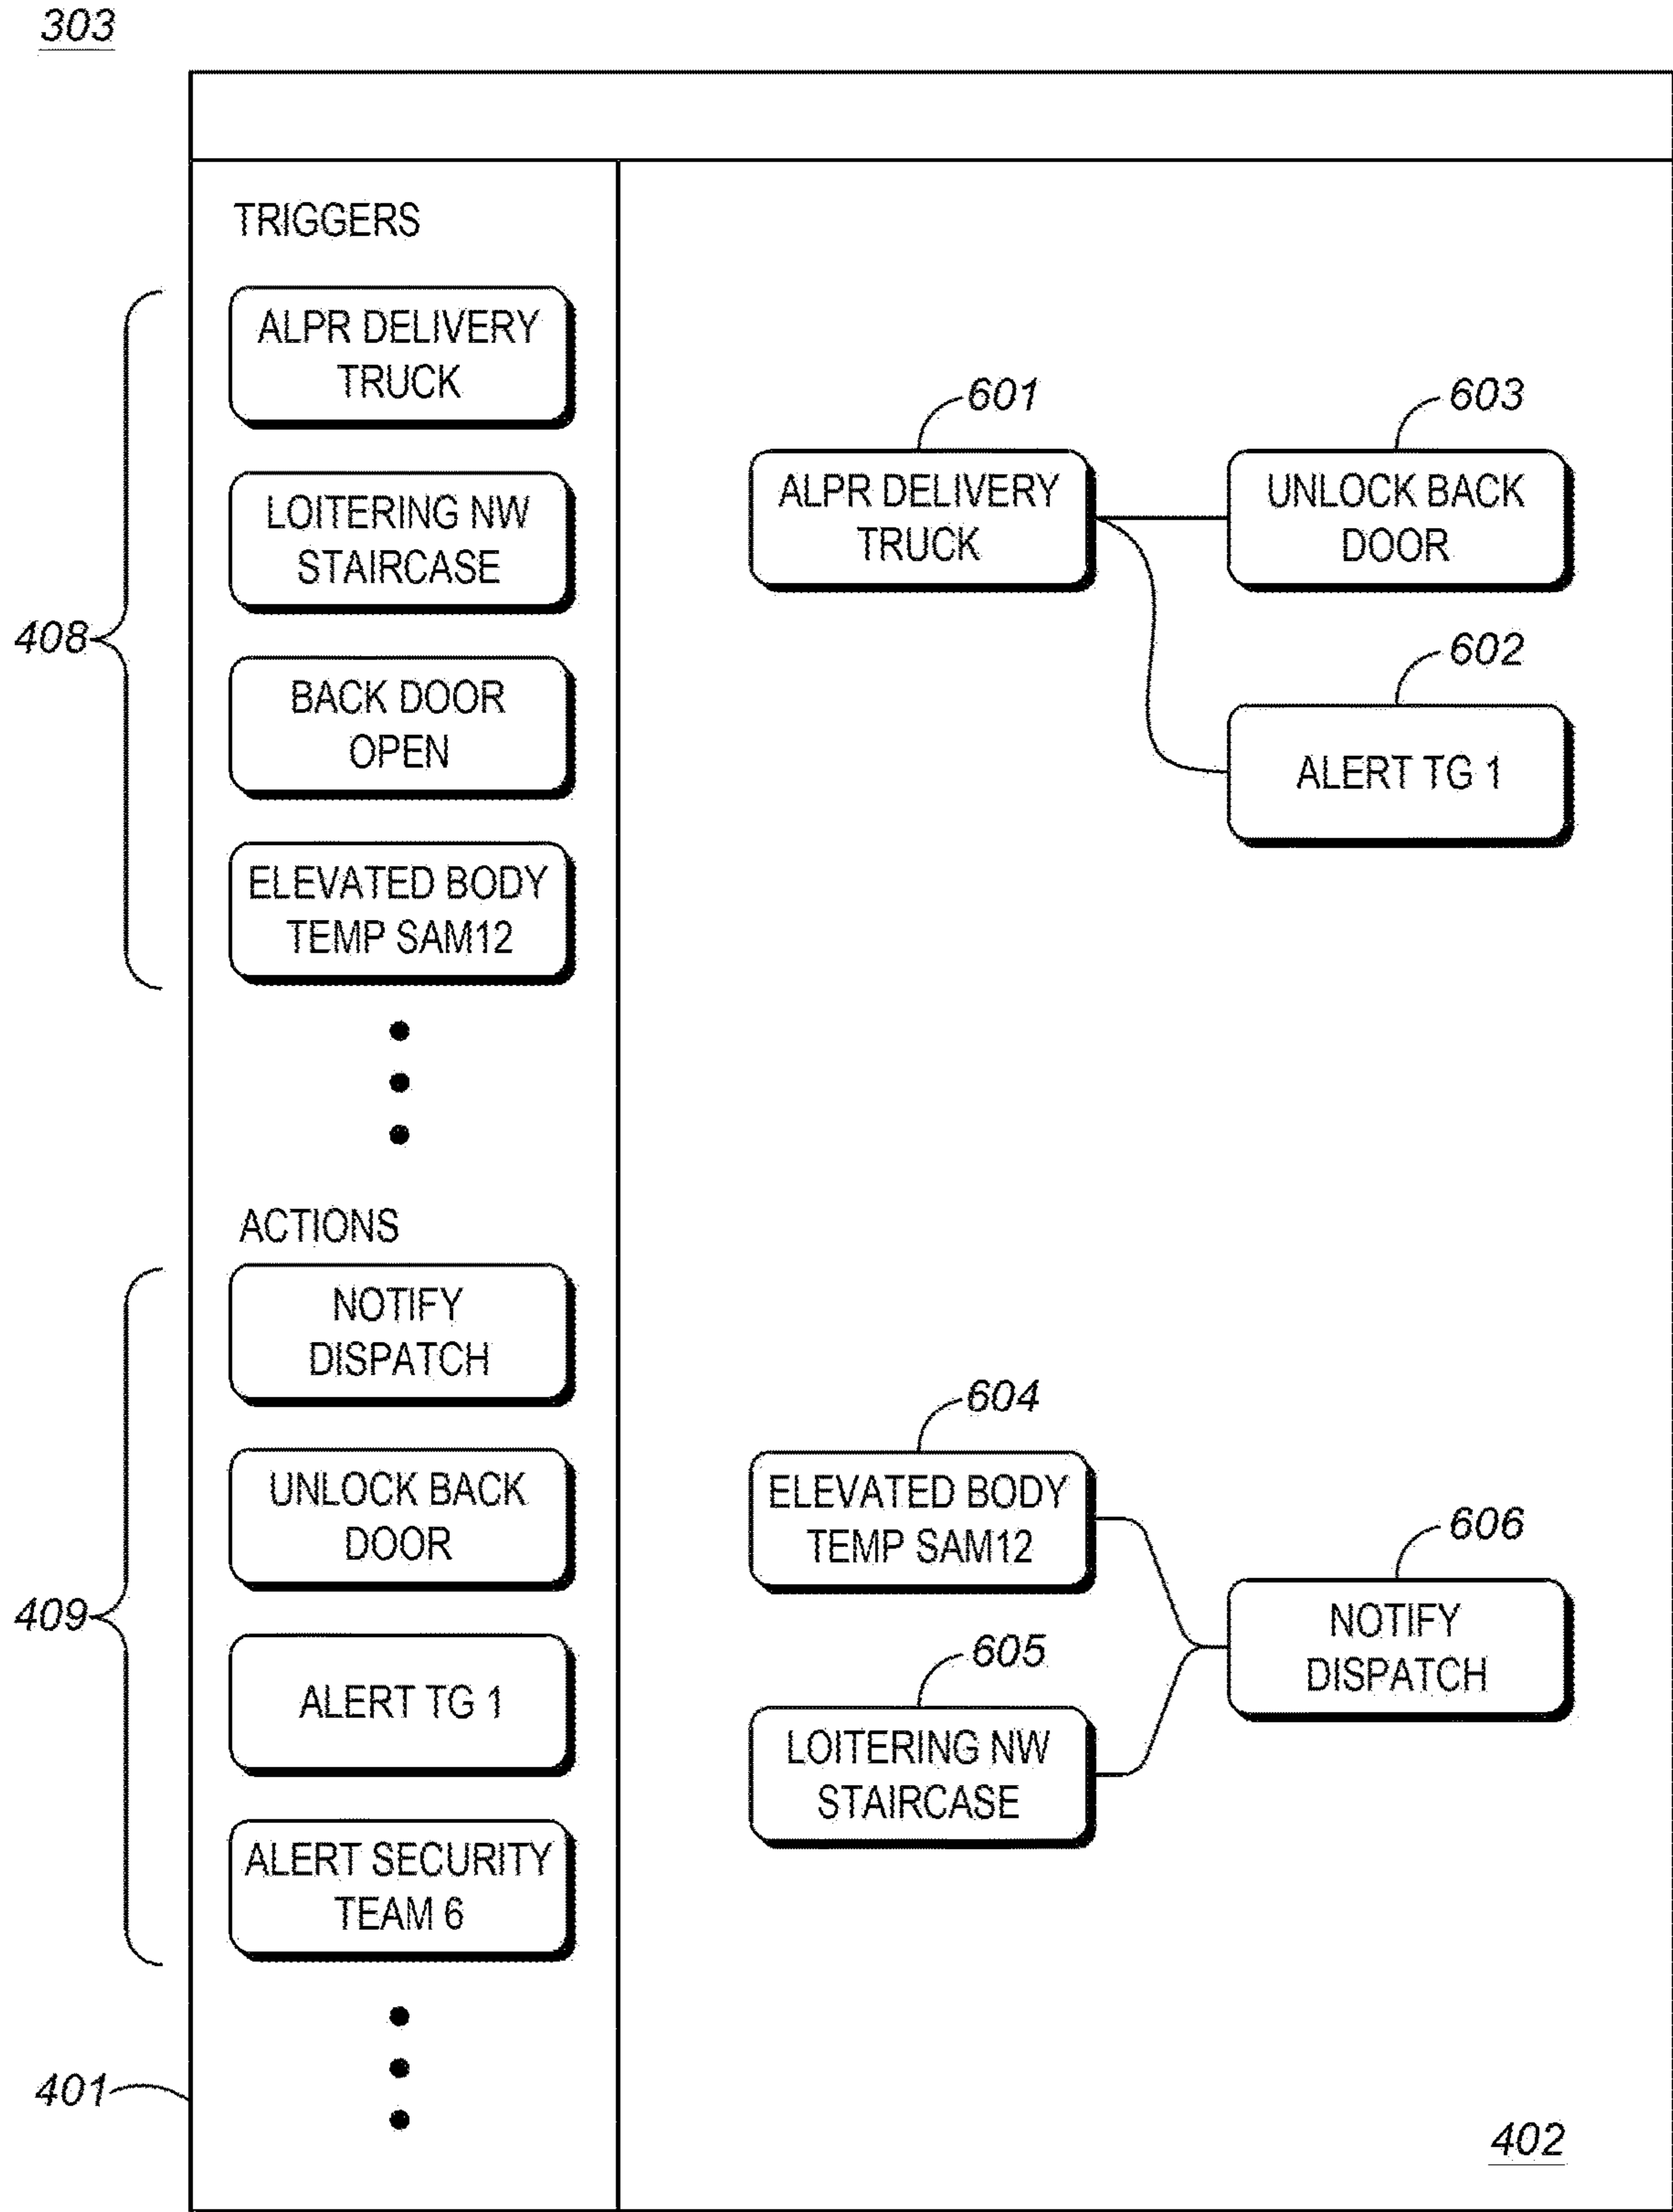 303
TRIGGERS
ALPR DELIVERY
TRUCK
LOITERING NW
STAIRCASE
BACK DOOR
OPEN
ELEVATED BODY
TEMP SAM12
408
ACTIONS
NOTIFY
DISPATCH
UNLOCK BACK
DOOR
ALERT TG 1
ALERT SECURITY
TEAM 6
409
401
601
ALPR DELIVERY
TRUCK
603
UNLOCK BACK
DOOR
602
ALERT TG 1
604
ELEVATED BODY
TEMP SAM12
605
LOITERING NW
STAIRCASE
606
NOTIFY
DISPATCH
402